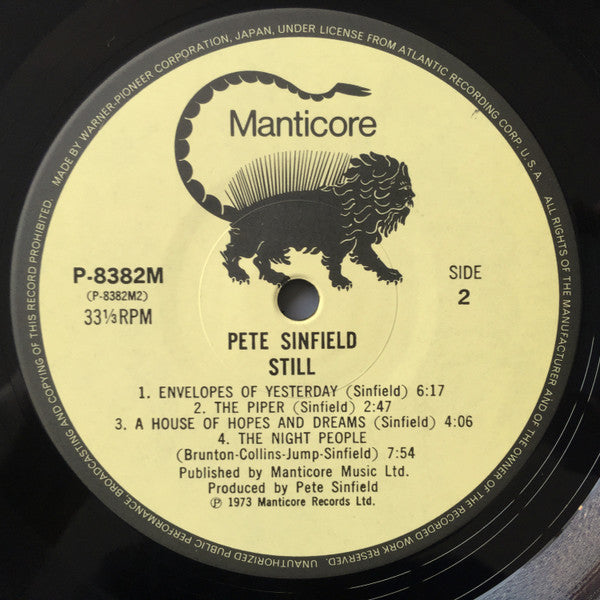 MADE BY WARNER-PIONEER CORPORATION, JAPAN, UNDER LICENSE FROM ATLANTIC RECORDING CORP. U.S.A.
ALL RIGHTS OF THE MANUFACTURER AND OF THE OWNER OF THE RECORDED WORK RESERVED.
UNAUTHORIZED PUBLIC PERFORMANCE BROADCASTING AND COPYING OF THIS RECORD PROHIBITED.
Manticore
P-8382M
(P-8382M2)
33⅓RPM
SIDE
2
PETE SINFIELD
STILL
1. ENVELOPES OF YESTERDAY (Sinfield) 6:17
2. THE PIPER (Sinfield) 2:47
3. A HOUSE OF HOPES AND DREAMS (Sinfield) 4:06
4. THE NIGHT PEOPLE
(Brunton-Collins-Jump-Sinfield) 7:54
Published by Manticore Music Ltd.
Produced by Pete Sinfield
℗ 1973 Manticore Records Ltd.